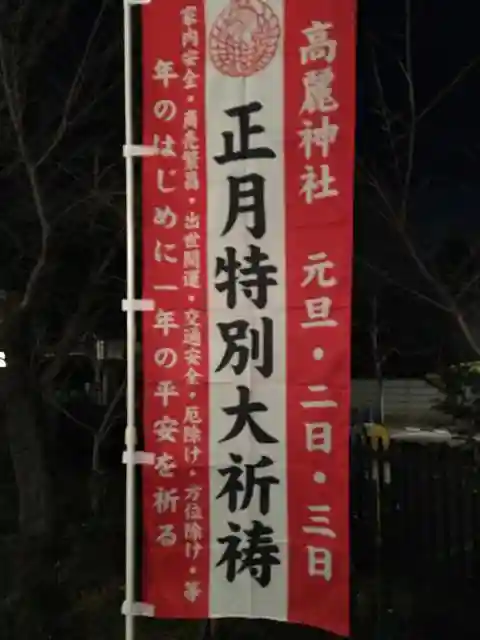 高麗神社 元旦・二日・三日
正月特別大祈祷
家内安全・商売繁昌・出世開運・交通安全・厄除け・方位除け・等
年のはじめに一年の平安を祈る